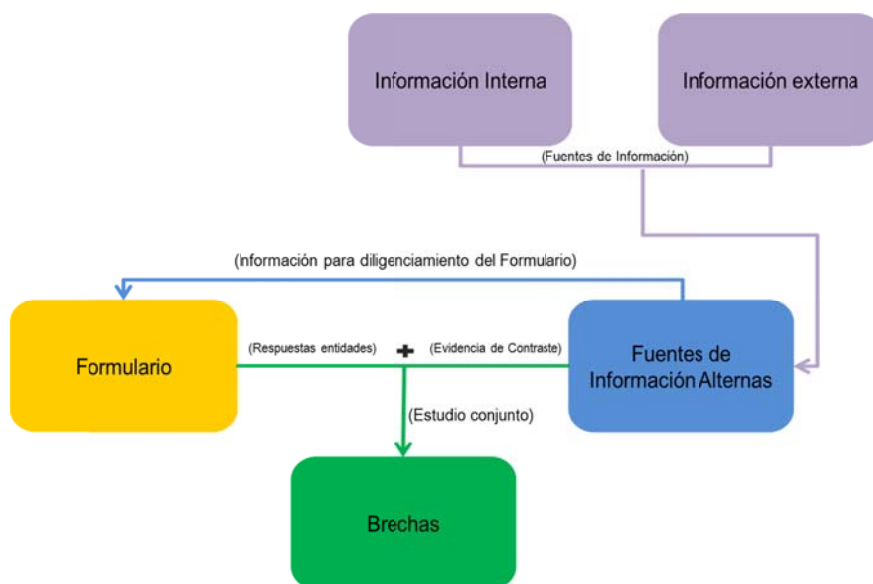 Información Interna
Información externa
(Fuentes de Información)
(nformación para diligenciamiento del Formulario)
Formulario
(Respuestas entidades)
+
(Evidencia de Contraste)
Fuentes de
Información Alternas
(Estudio conjunto)
Brechas